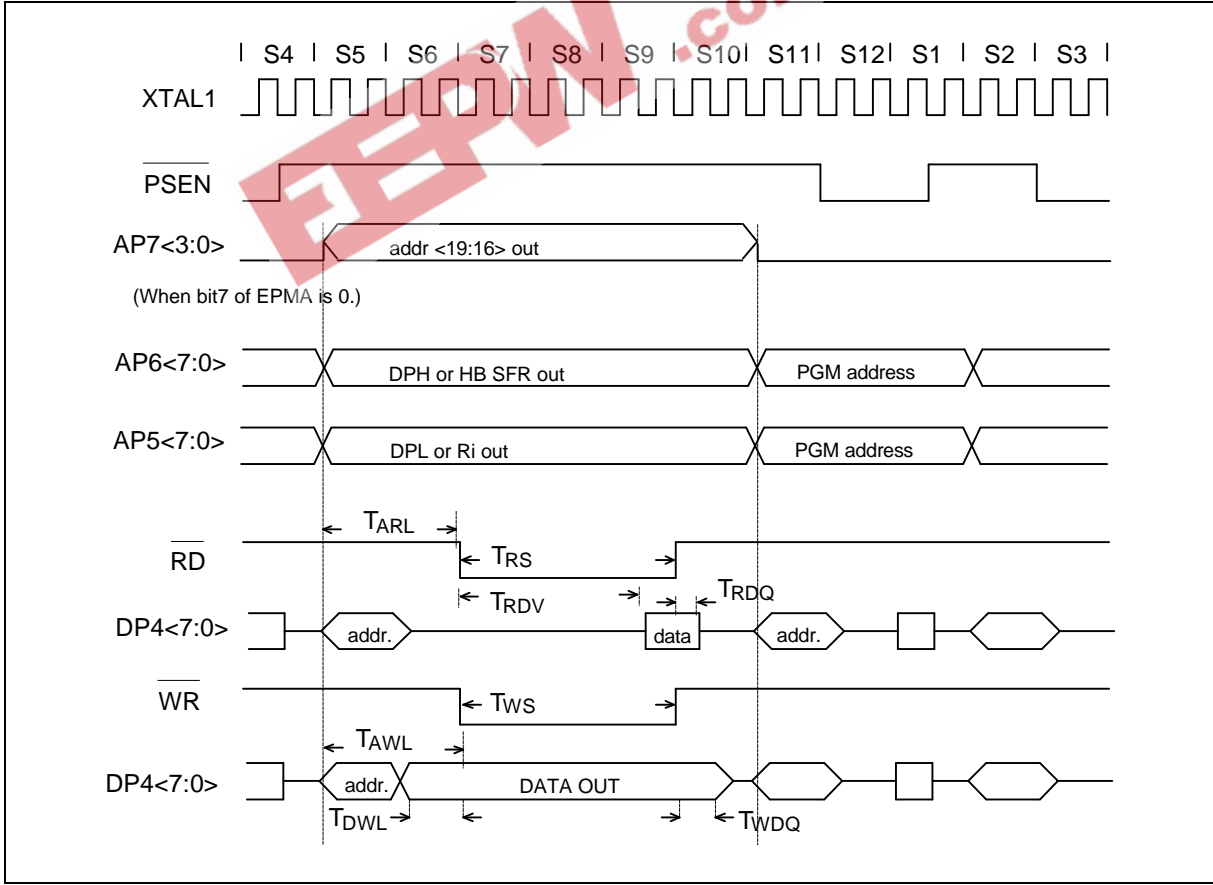 EEPW.com
S4 S5 S6 S7 S8 S9 S10 S11 S12 S1 S2 S3
XTAL1
PSEN
AP7<3:0>
addr <19:16> out
(When bit7 of EPMA is 0.)
AP6<7:0>
DPH or HB SFR out
PGM address
AP5<7:0>
DPL or Ri out
PGM address
TARL
RD
TRS
TRDV
TRDQ
DP4<7:0>
addr.
data
addr.
WR
TWS
TAWL
DP4<7:0>
addr.
DATA OUT
TDWL
TWDQ